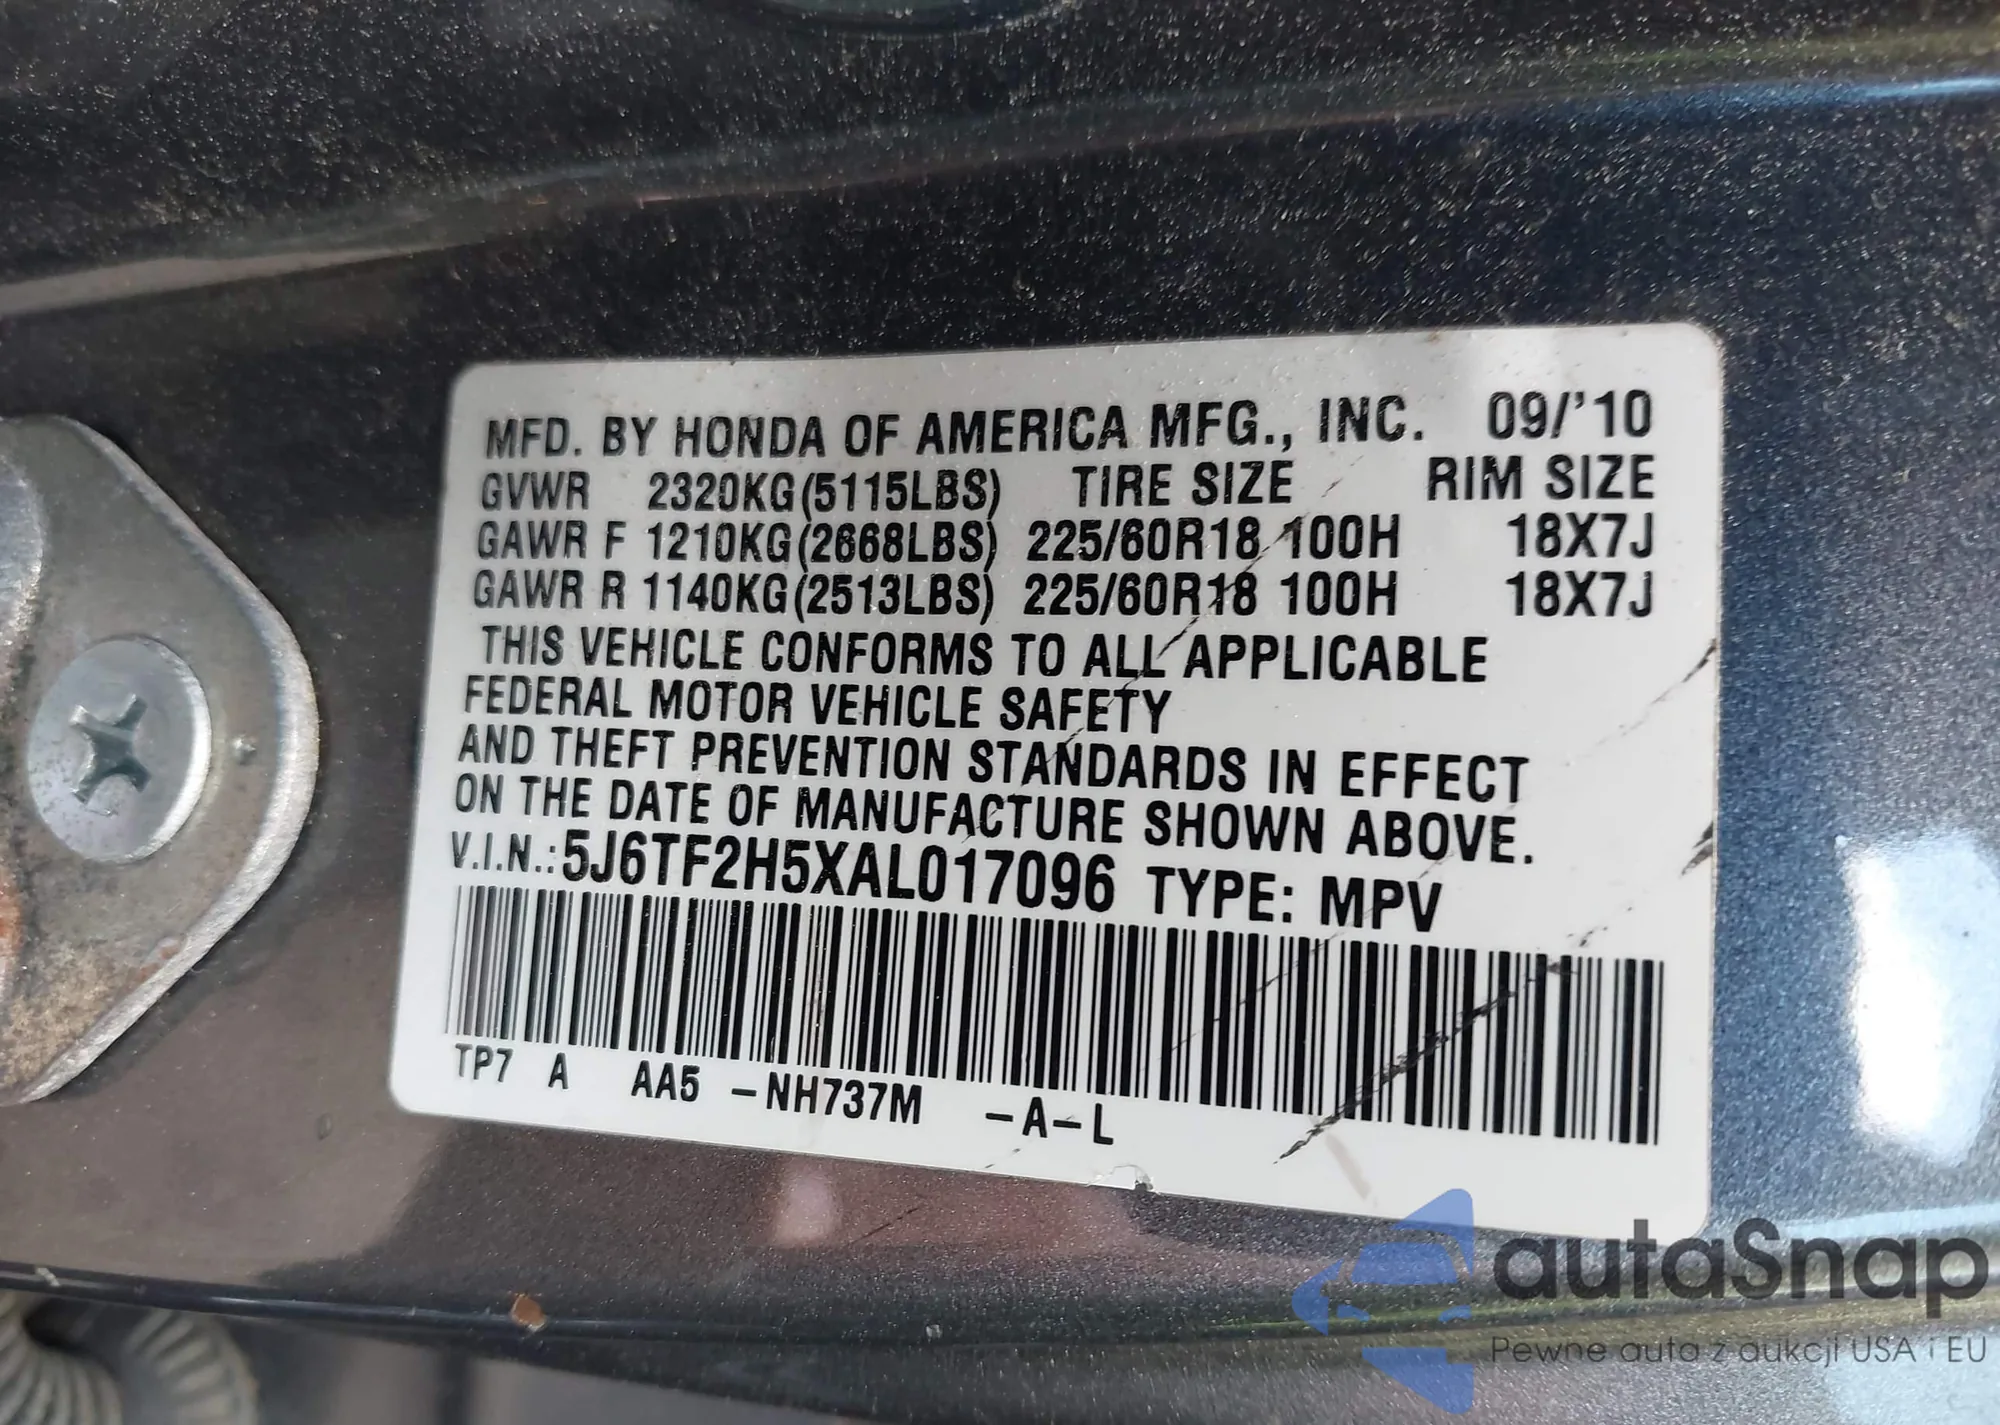 MFD. BY HONDA OF AMERICA MFG., INC. 09/'10
GVWR 2320KG(5115LBS) TIRE SIZE RIM SIZE
GAWR F 1210KG(2668LBS) 225/60R18 100H 18X7J
GAWR R 1140KG(2513LBS) 225/60R18 100H 18X7J
THIS VEHICLE CONFORMS TO ALL APPLICABLE
FEDERAL MOTOR VEHICLE SAFETY
AND THEFT PREVENTION STANDARDS IN EFFECT
ON THE DATE OF MANUFACTURE SHOWN ABOVE.
V.I.N.: 5J6TF2H5XAL017096 TYPE: MPV
TP7 A AA5 -NH737M -A-L
autaSnap
Pewne auta z aukcji USA i EU